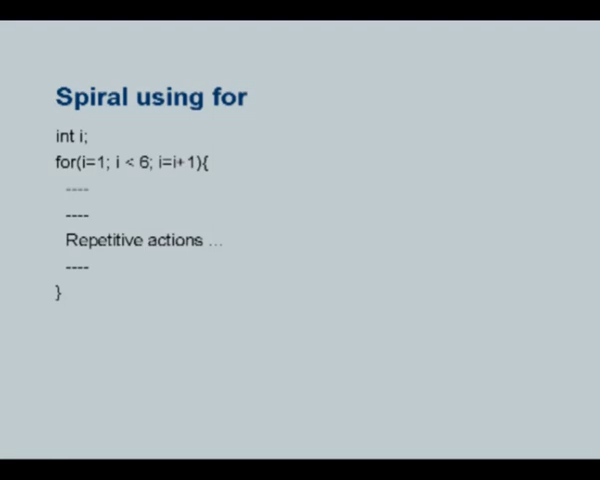 Spiral using for
int i;
for(i=1; i < 6; i=i+1){
----
----
Repetitive actions ...
----
}